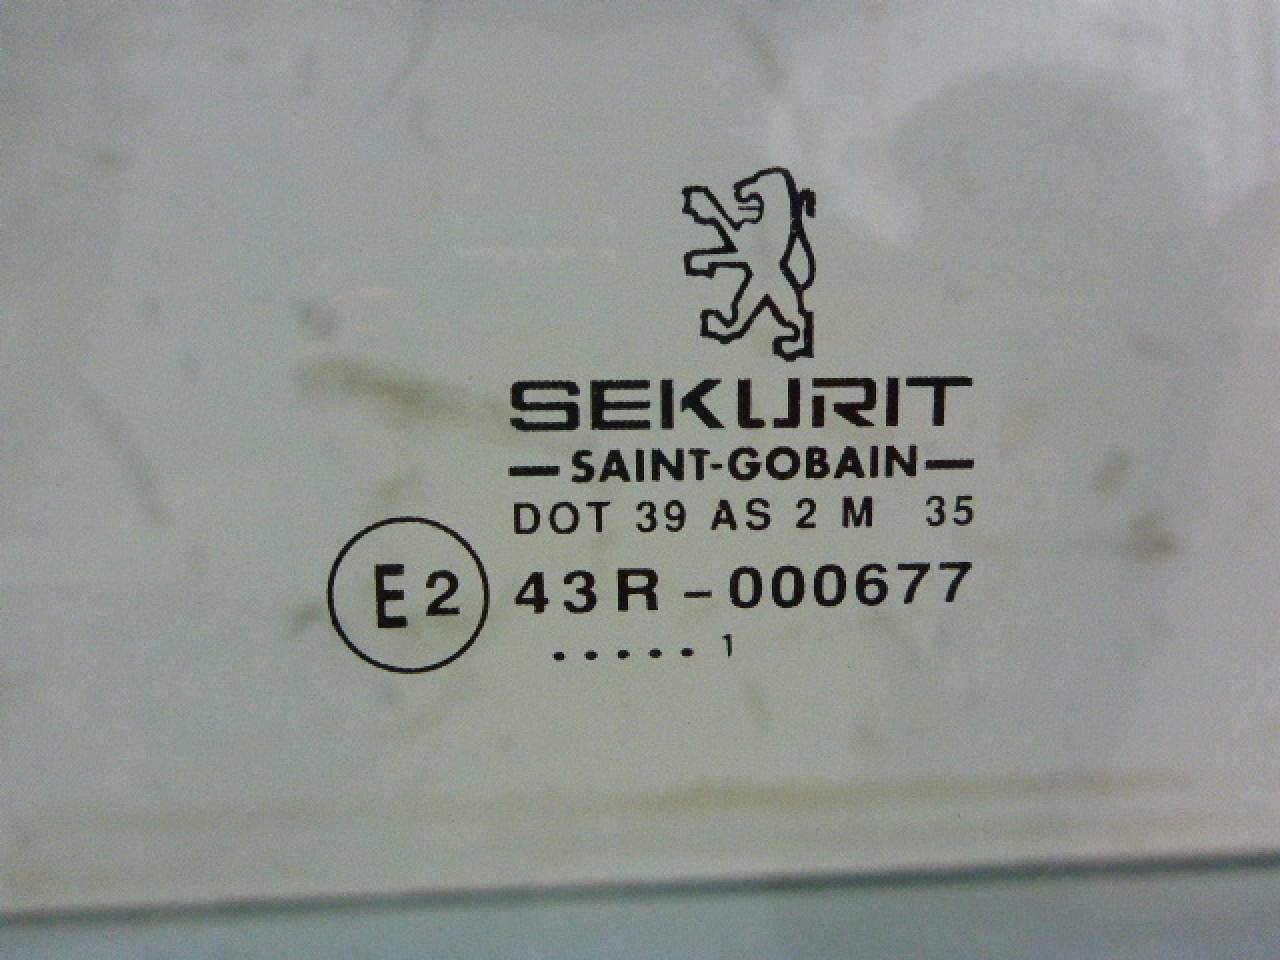 SEKURIT
—SAINT-GOBAIN—
DOT 39 AS 2 M 35
E2 43R-000677
.....1